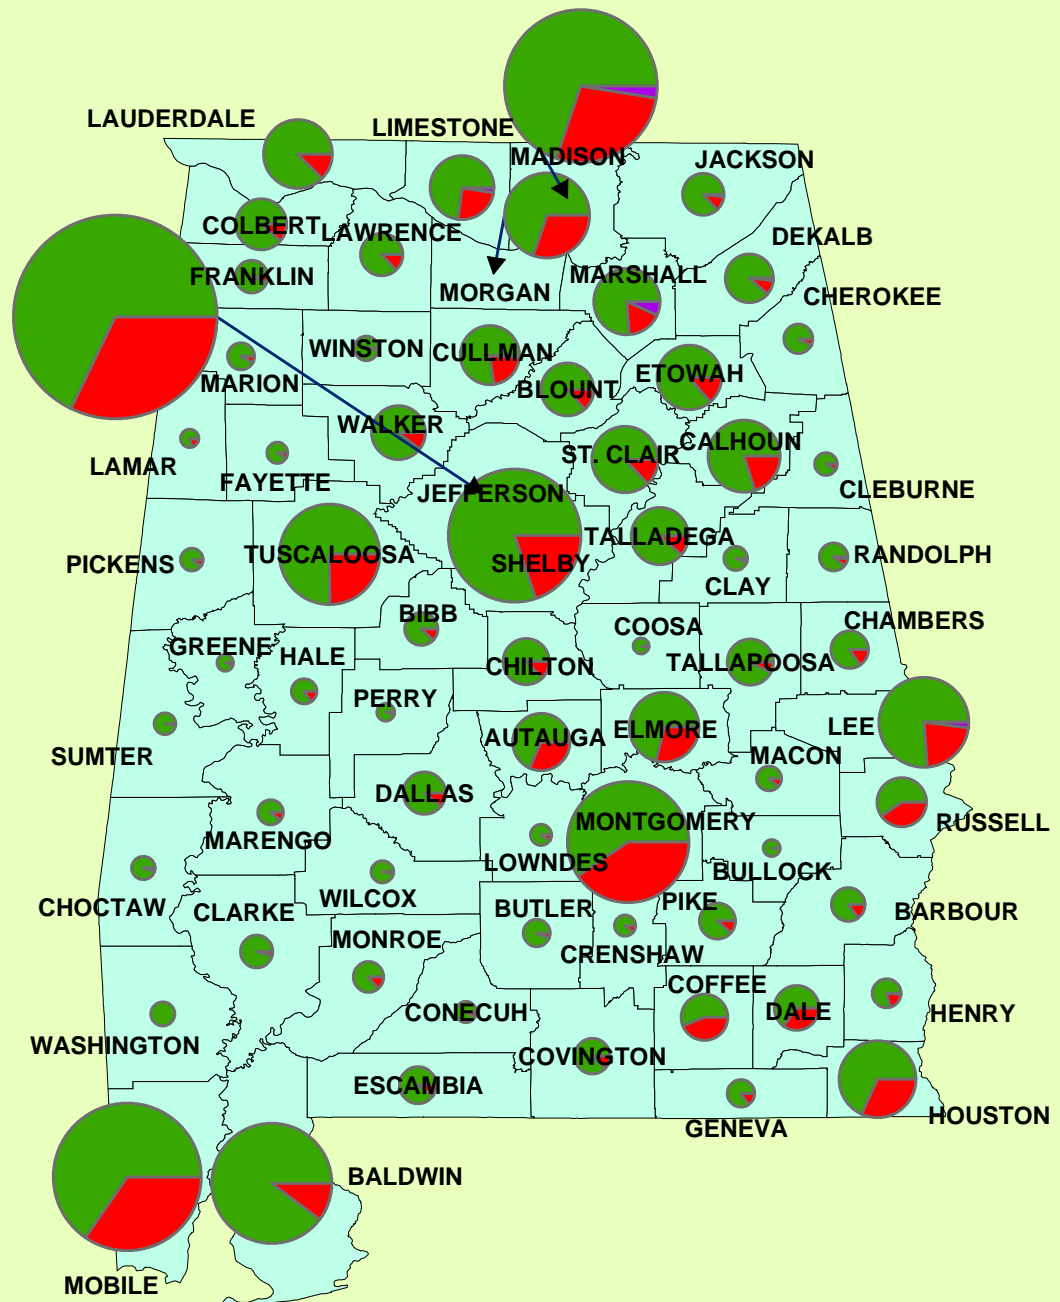 LAUDERDALE
LIMESTONE
MADISON
JACKSON
COLBERT
LAWRENCE
DEKALB
FRANKLIN
MORGAN
MARSHALL
CHEROKEE
MARION
WINSTON
CULLMAN
BLOUNT
ETOWAH
WALKER
ST. CLAIR
CALHOUN
LAMAR
FAYETTE
JEFFERSON
CLEBURNE
PICKENS
TUSCALOOSA
SHELBY
TALLADEGA
CLAY
RANDOLPH
BIBB
COOSA
CHAMBERS
GREENE
HALE
CHILTON
TALLAPOOSA
PERRY
SUMTER
AUTAUGA
ELMORE
LEE
MACON
DALLAS
MARENGO
LOWNDES
MONTGOMERY
RUSSELL
BULLOCK
CHOCTAW
CLARKE
WILCOX
BUTLER
PIKE
BARBOUR
MONROE
CRENSHAW
WASHINGTON
CONECUH
COFFEE
DALE
HENRY
COVINGTON
ESCAMBIA
GENEVA
HOUSTON
BALDWIN
MOBILE